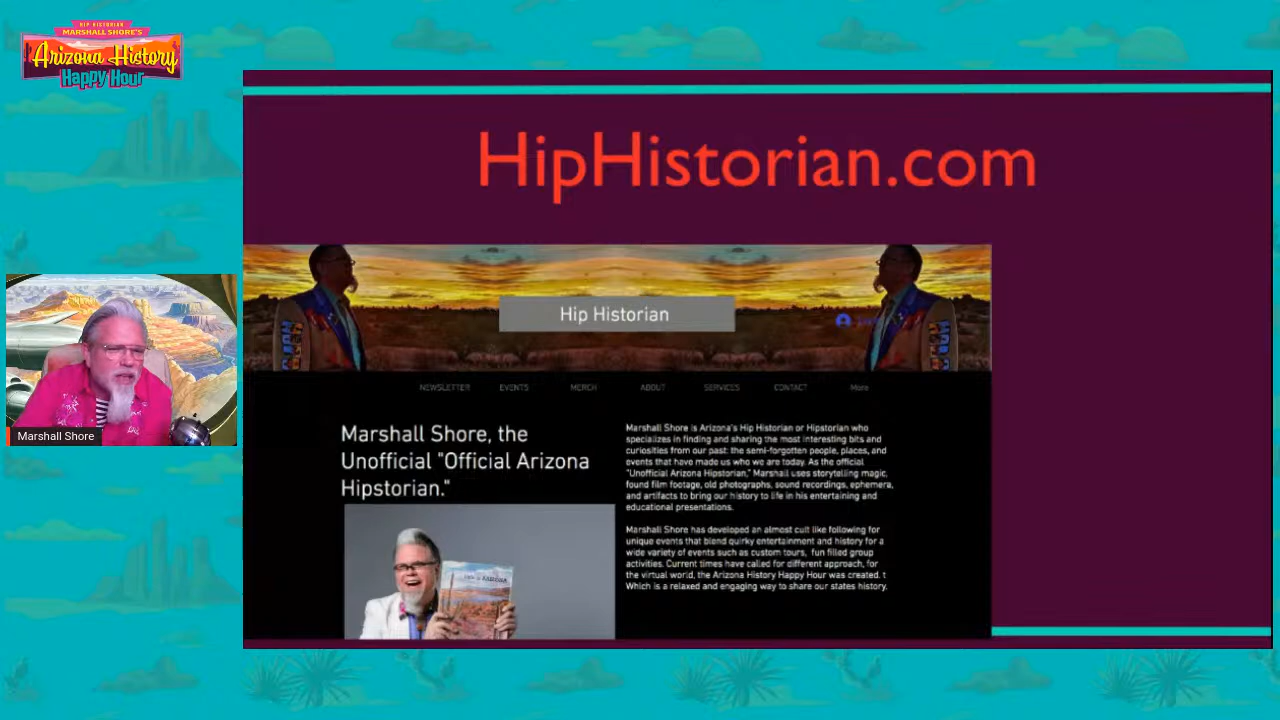 HIP HISTORIAN
MARSHALL SHORE'S
Arizona History
Happy Hour
HipHistorian.com
Hip Historian
NEWSLETTER EVENTS MERCH ABOUT SERVICES CONTACT More
Marshall Shore, the
Unofficial "Official Arizona
Hipstorian."
Marshall Shore is Arizona's Hip Historian or Hipstorian who
specializes in finding and sharing the most interesting bits and
curiosities from our past: the semi-forgotten people, places, and
events that have made us who we are today. As the official
"Unofficial Arizona Hipstorian," Marshall uses storytelling magic,
found film footage, old photographs, sound recordings, ephemera,
and artifacts to bring our history to life in his entertaining and
educational presentations.
Marshall Shore has developed an almost cult like following for
unique events that blend quirky entertainment and history for a
wide variety of events such as custom tours, fun filled group
activities. Current times have called for different approach, for
the virtual world, the Arizona History Happy Hour was created. t
Which is a relaxed and engaging way to share our states history.
ARIZONA
Marshall Shore